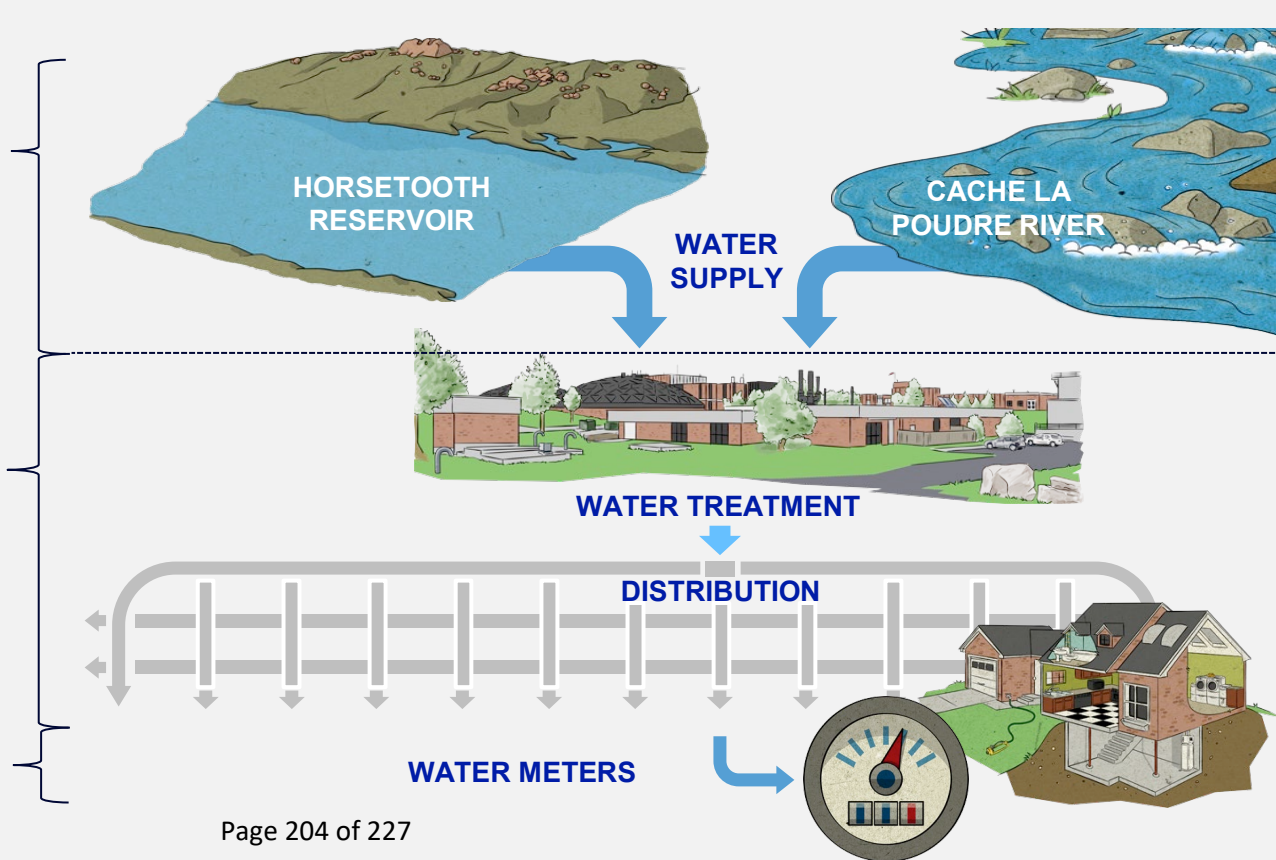 HORSETOOTH
RESERVOIR
CACHE LA
POUDRE RIVER
WATER
SUPPLY
WATER TREATMENT
DISTRIBUTION
WATER METERS
Page 204 of 227